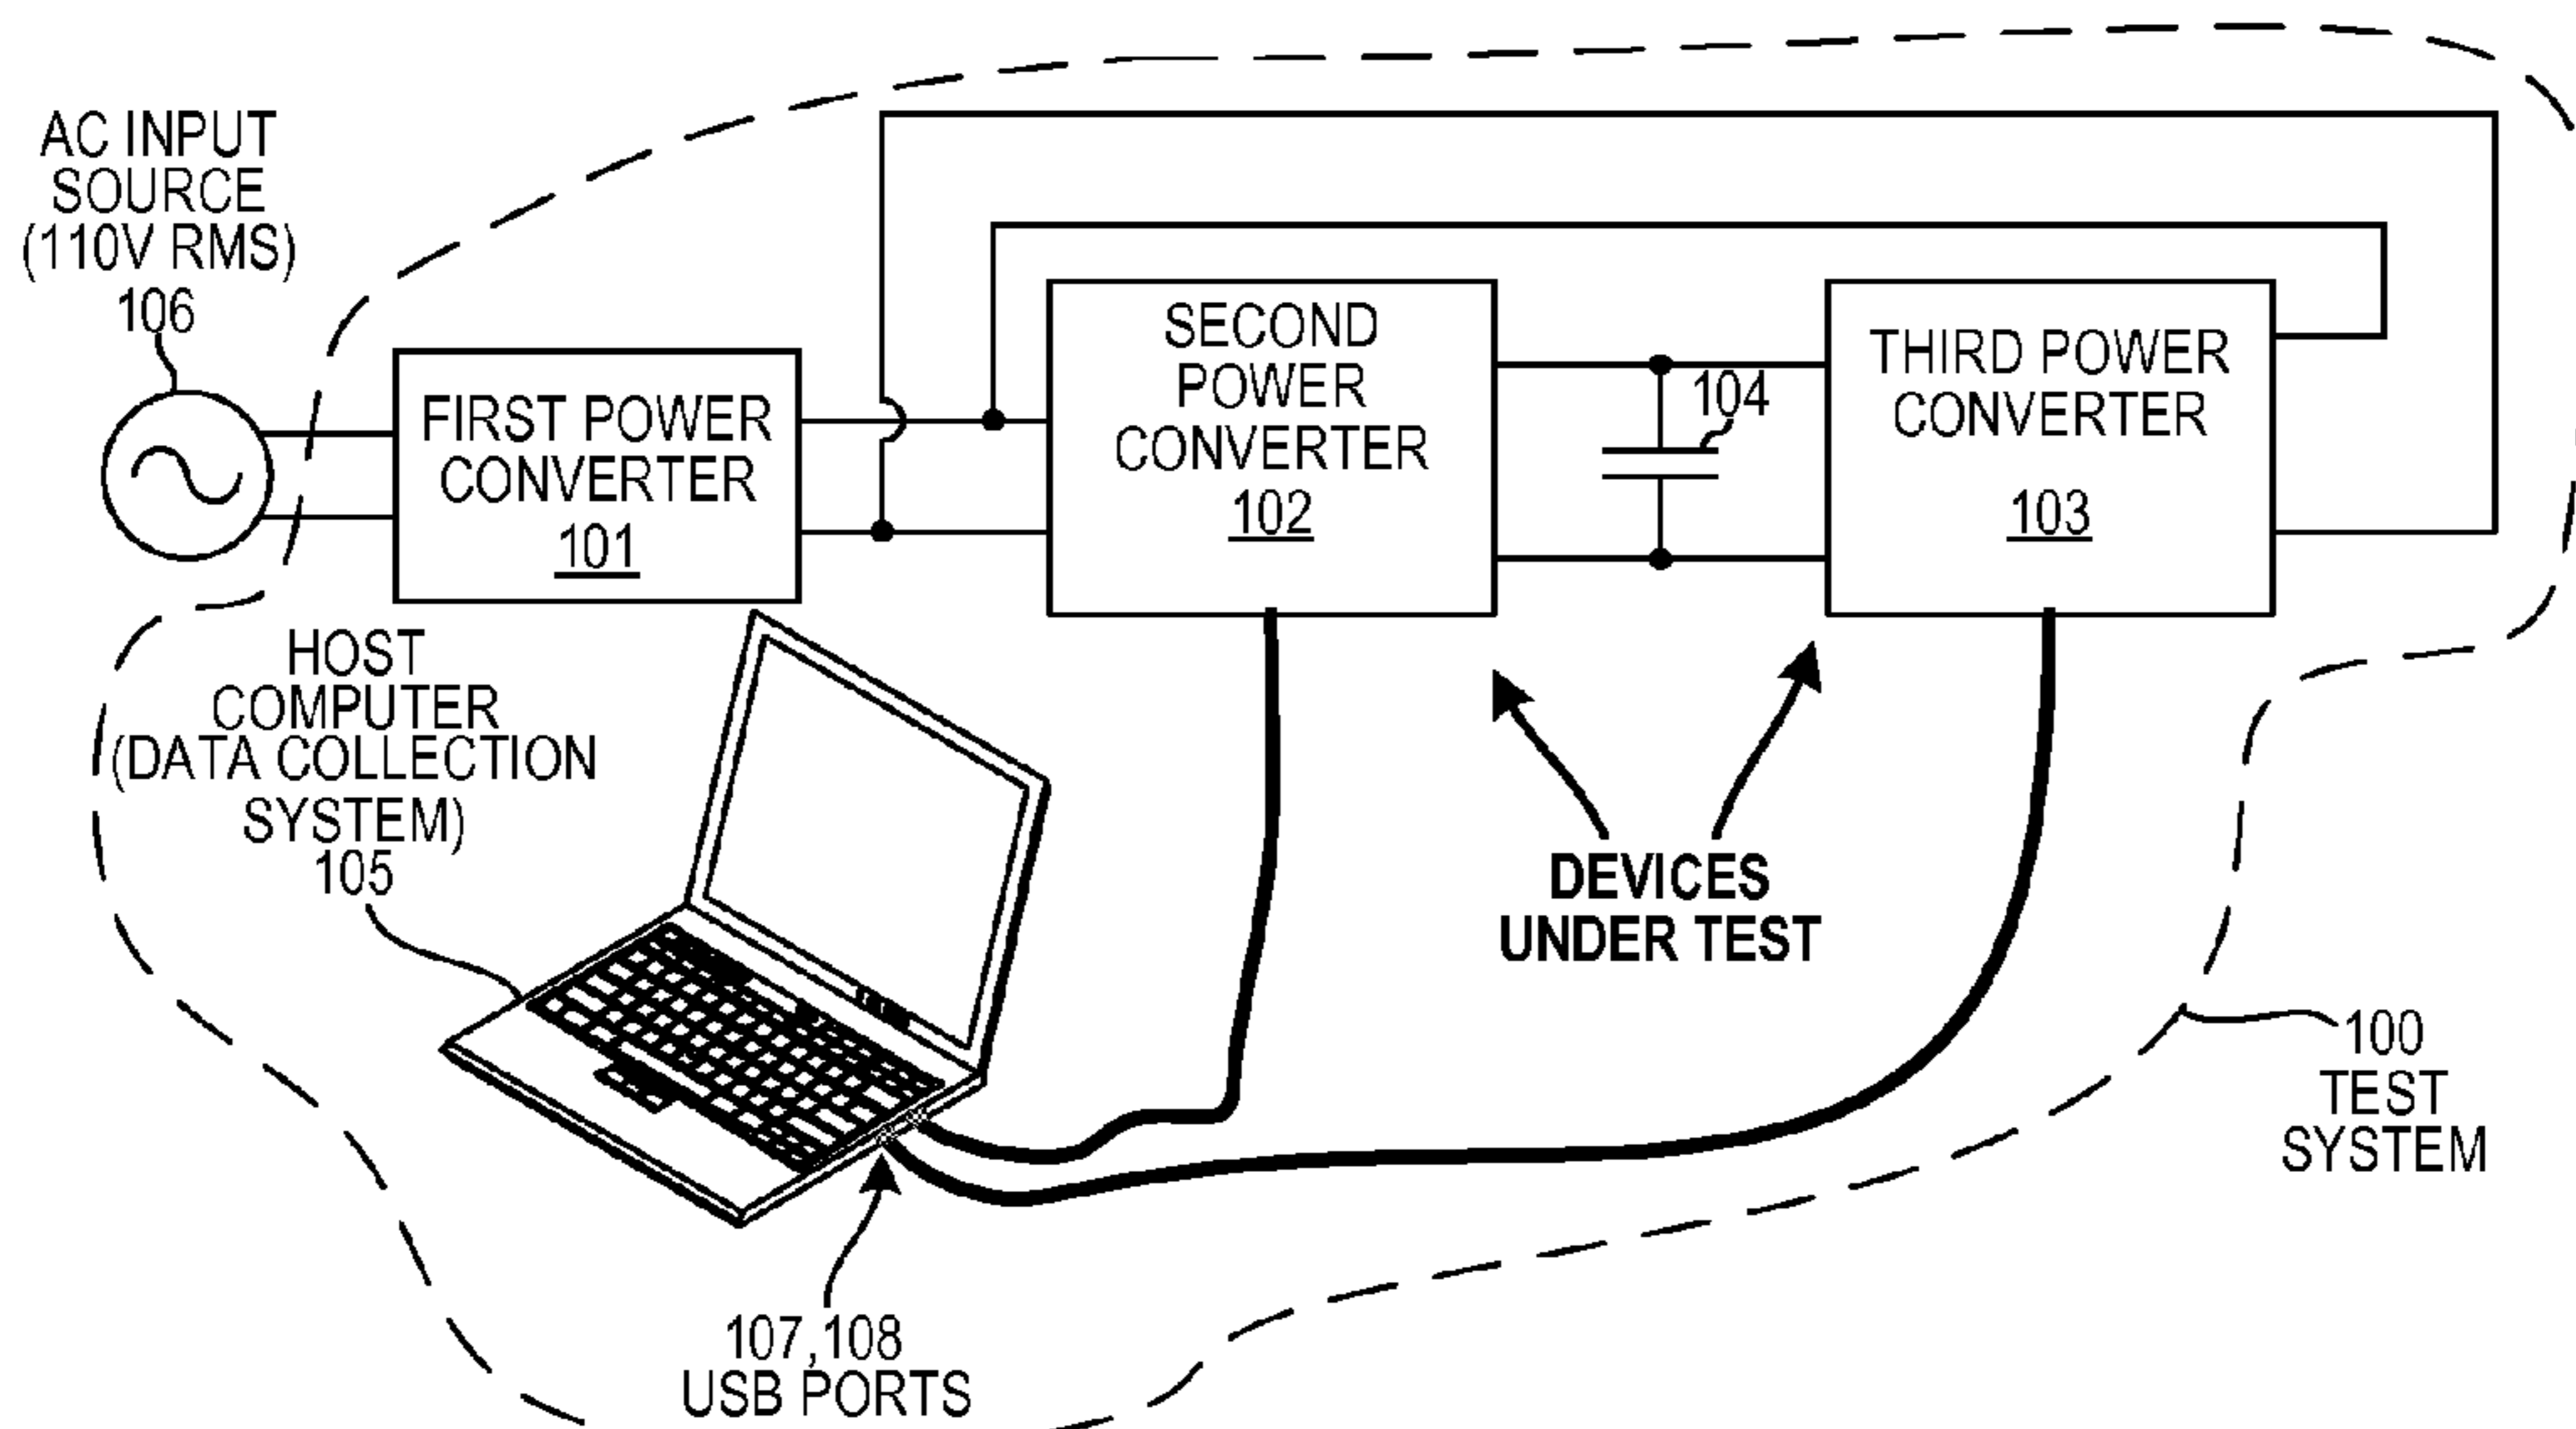 AC INPUT
SOURCE
(110V RMS)
106
FIRST POWER
CONVERTER
101
SECOND
POWER
CONVERTER
102
104
THIRD POWER
CONVERTER
103
HOST
COMPUTER
(DATA COLLECTION
SYSTEM)
105
DEVICES
UNDER TEST
100
TEST
SYSTEM
107,108
USB PORTS